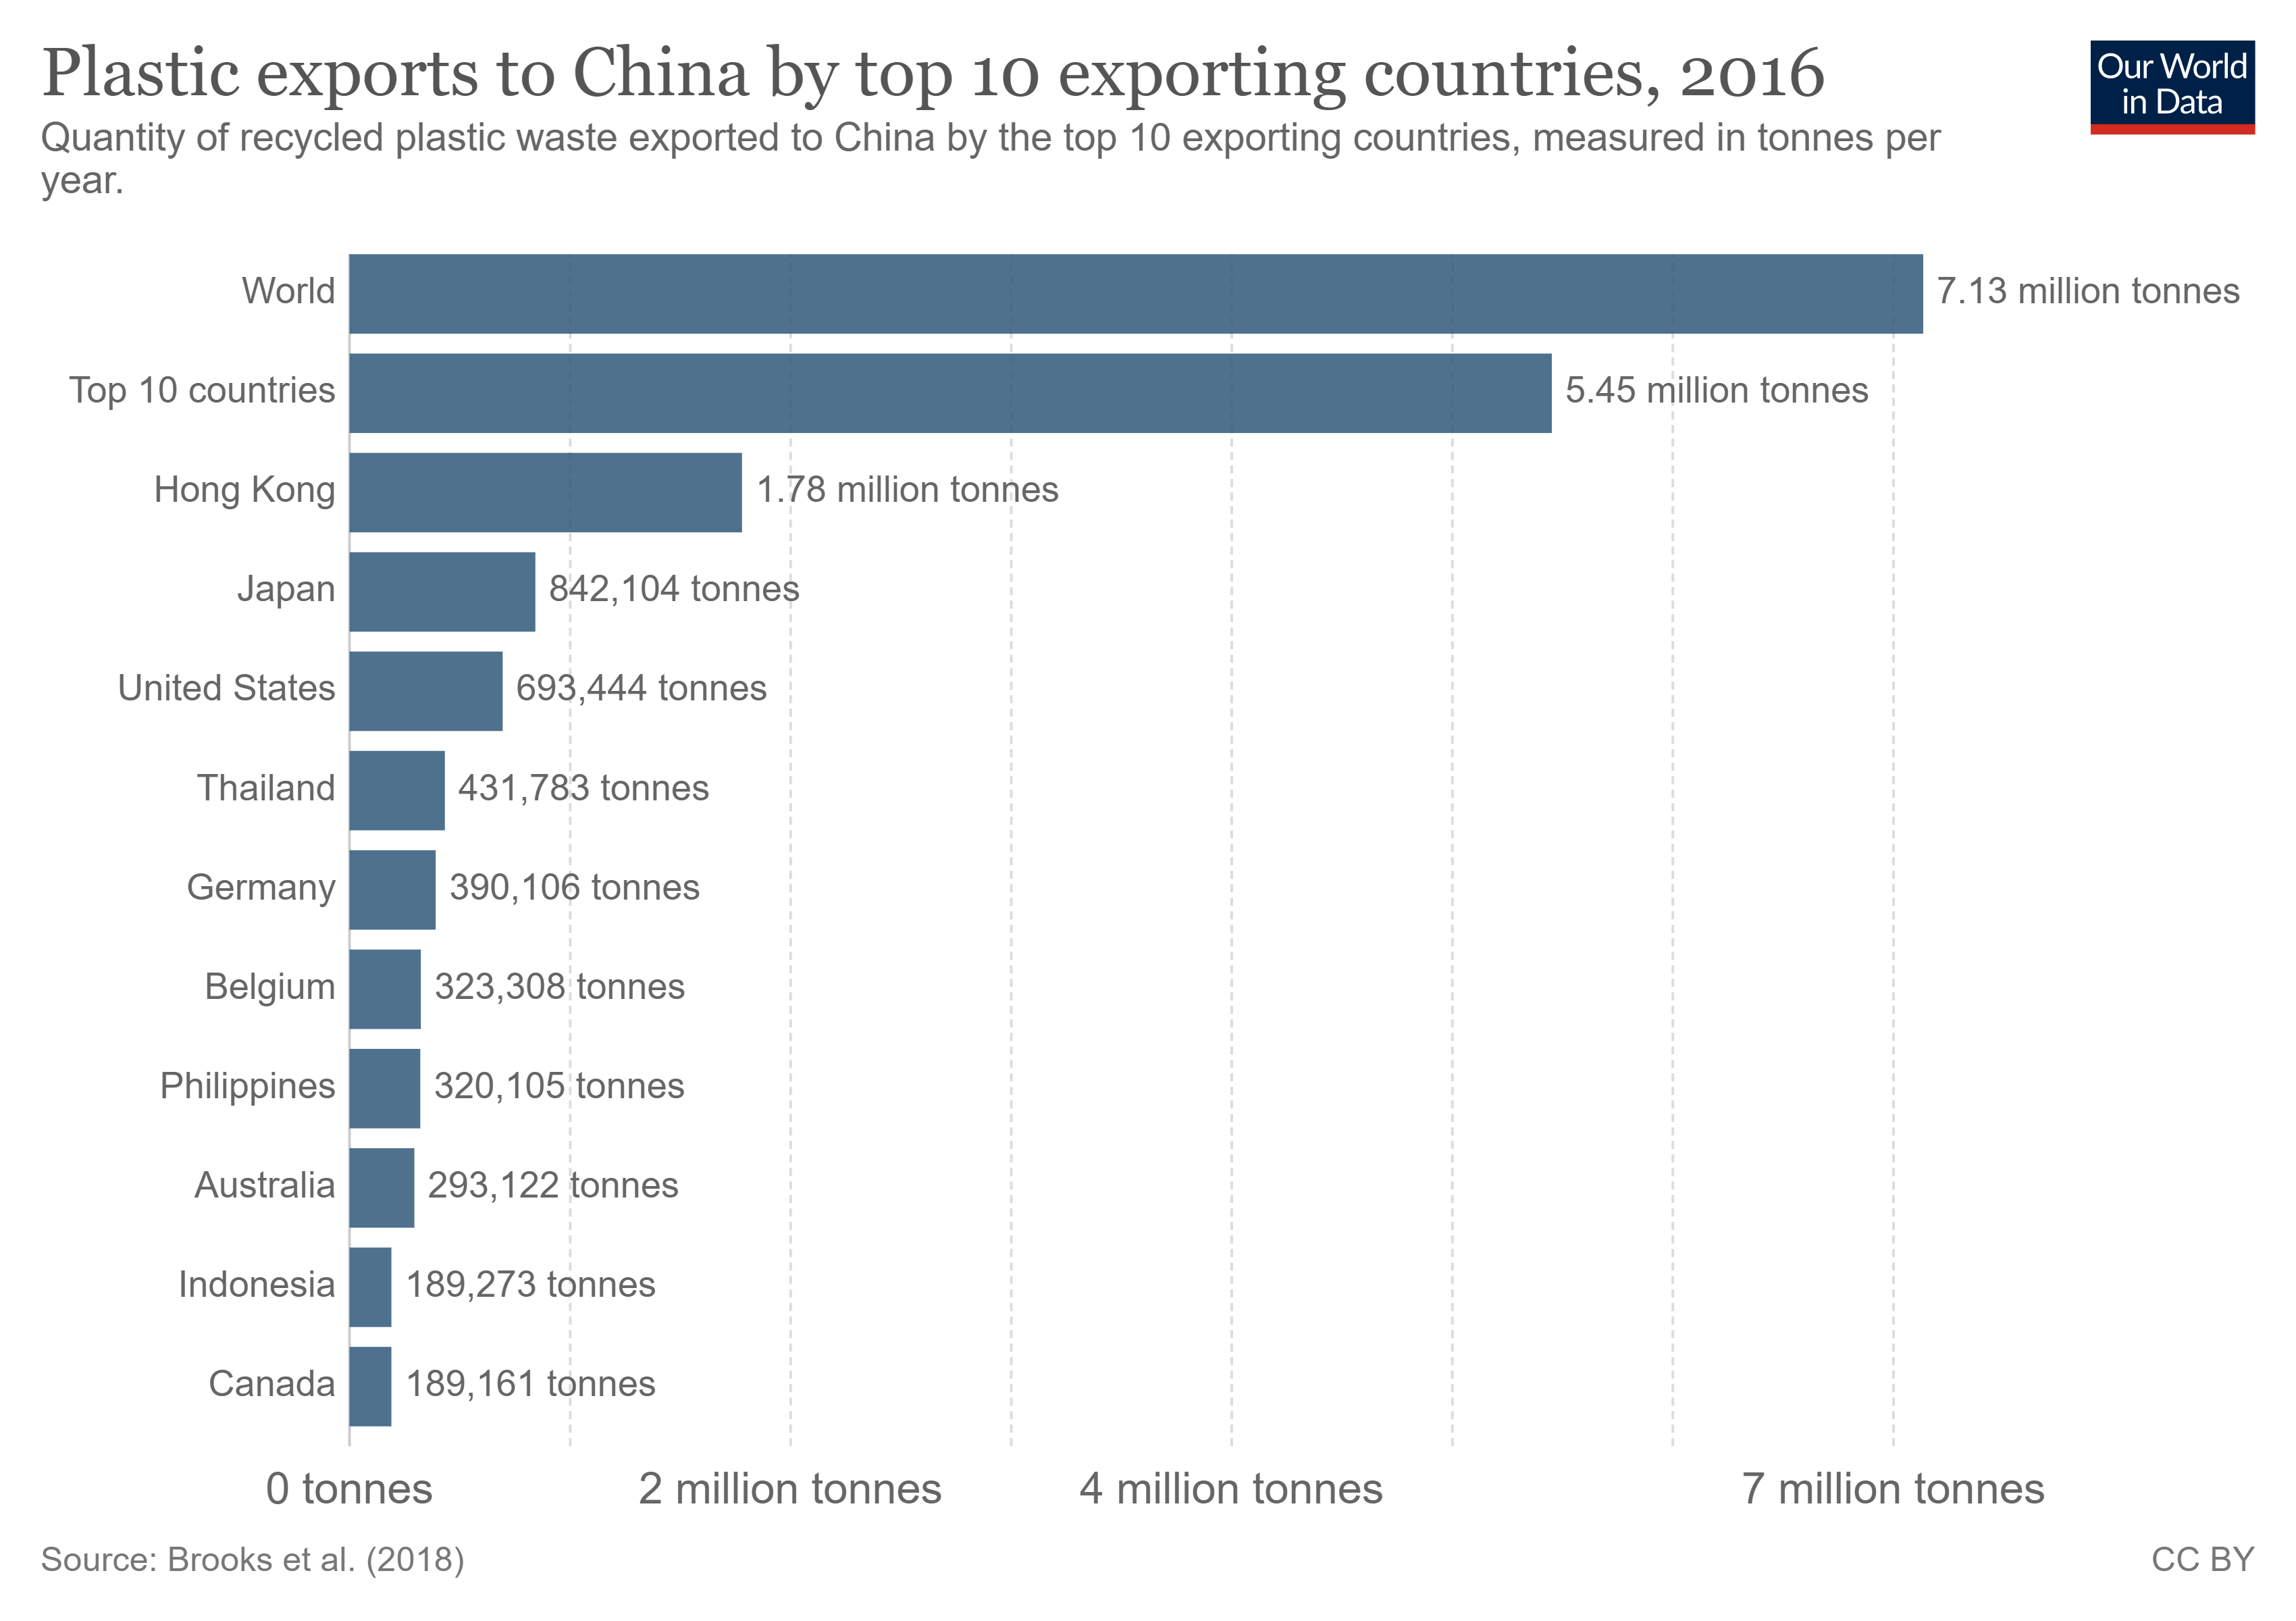 Plastic exports to China by top 10 exporting countries, 2016
Our World
in Data
Quantity of recycled plastic waste exported to China by the top 10 exporting countries, measured in tonnes per
year.
World 7.13 million tonnes
Top 10 countries 5.45 million tonnes
Hong Kong 1.78 million tonnes
Japan 842,104 tonnes
United States 693,444 tonnes
Thailand 431,783 tonnes
Germany 390,106 tonnes
Belgium 323,308 tonnes
Philippines 320,105 tonnes
Australia 293,122 tonnes
Indonesia 189,273 tonnes
Canada 189,161 tonnes
0 tonnes 2 million tonnes 4 million tonnes 7 million tonnes
Source: Brooks et al. (2018) CC BY